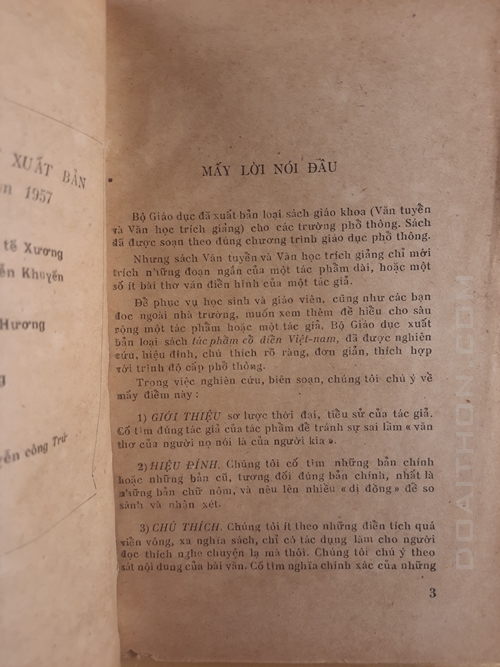 XUẤT BẢN
1957
tế Xương
Khuyến
Hương
công Trứ
MẤY LỜI NÓI ĐẦU
Bộ Giáo dục đã xuất bản loại sách giáo khoa (Văn tuyển
và Văn học trích giảng) cho các trường phổ thông. Sách
đã được soạn theo đúng chương trình giáo dục phổ thông.
Nhưng sách Văn tuyển và Văn học trích giảng chỉ mới
trích những đoạn ngắn của một tác phẩm dài, hoặc một
số ít bài thơ văn điển hình của một tác giả.
Để phục vụ học sinh và giáo viên, cũng như các bạn
đọc ngoài nhà trường, muốn xem thêm để hiểu cho sâu
rộng một tác phẩm hoặc một tác giả. Bộ Giáo dục xuất
bản loại sách tác phẩm cổ điển Việt-nam, đã được nghiên
cứu, hiệu đính, chú thích rõ ràng, đơn giản, thích hợp
với trình độ cấp phổ thông.
Trong việc nghiên cứu, biên soạn, chúng tôi chú ý về
mấy điểm này :
1) GIỚI THIỆU sơ lược thời đại, tiểu sử của tác giả.
Cố tìm đúng tác giả của tác phẩm để tránh sự sai lầm « văn
thơ của người nọ nói là của người kia ».
2) HIỆU ĐÍNH. Chúng tôi cố tìm những bản chính
hoặc những bản cũ, tương đối đúng bản chính, nhất là
những bản chữ nôm, và nêu lên nhiều « dị đồng » để so
sánh và nhận xét.
3) CHÚ THÍCH. Chúng tôi ít theo những điển tích quá
viển vông, xa nghĩa sách, chỉ có tác dụng làm cho người
đọc thích nghe chuyện lạ mà thôi. Chúng tôi chú ý theo
sát nội dung của bài văn. Cố tìm nghĩa chính xác của những
3
DOAITHON.COM